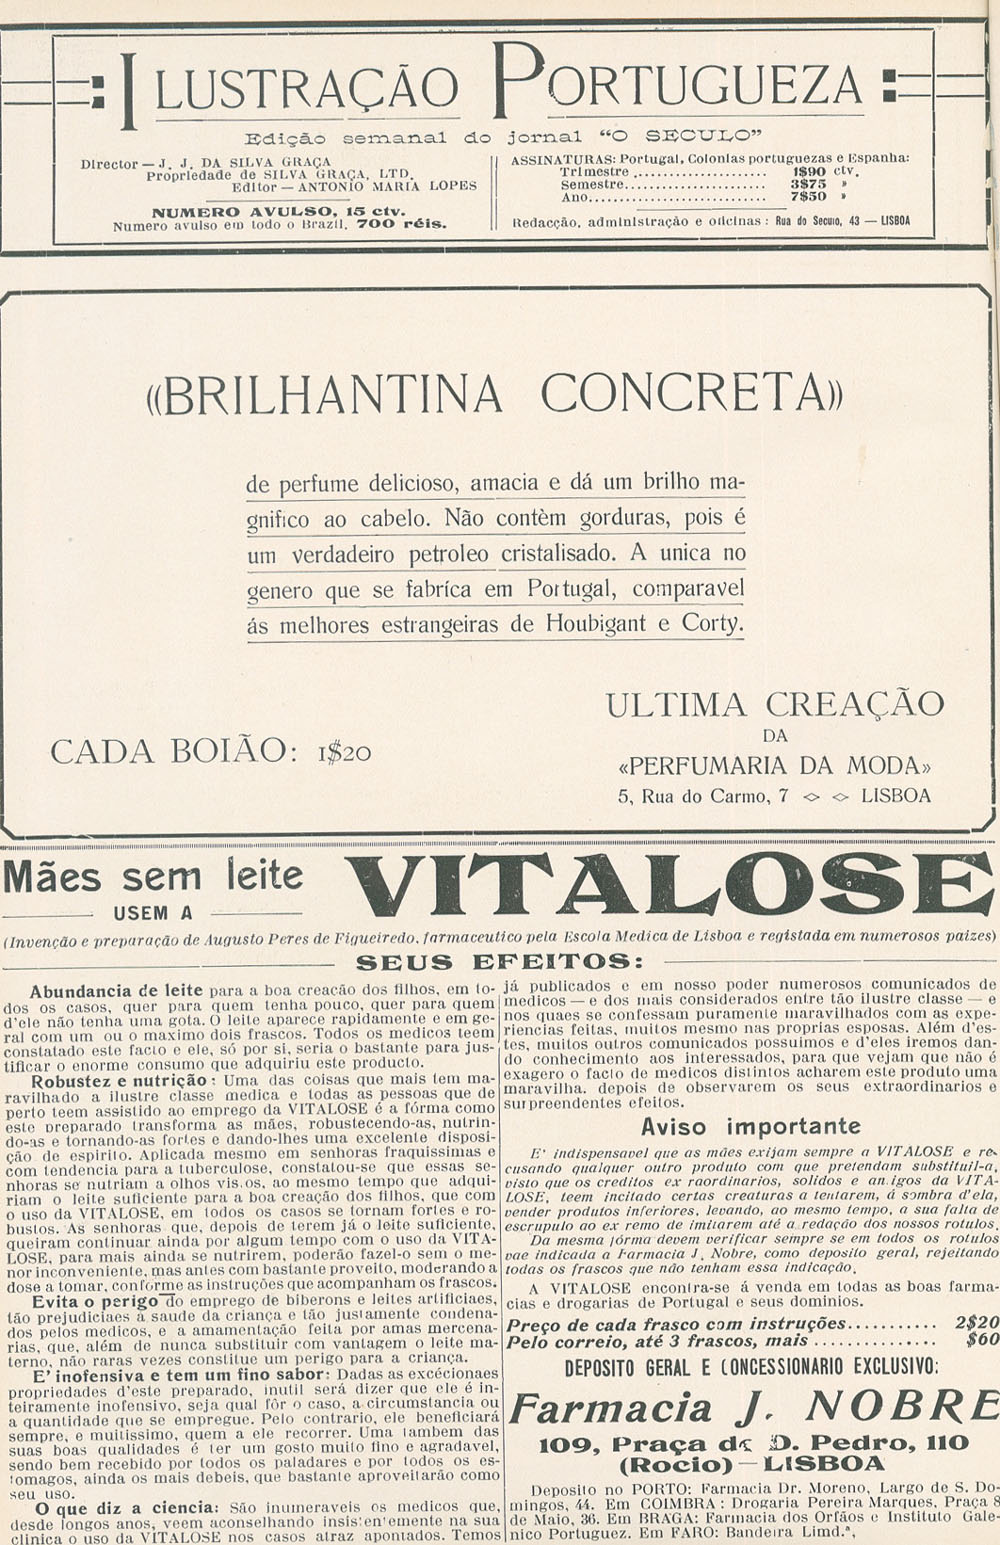 ILUSTRAÇÃO PORTUGUEZA
Edição semanal do jornal “O SECULO”
Director — J. J. DA SILVA GRAÇA
Propriedade de SILVA GRAÇA, LTD.
Editor — ANTONIO MARIA LOPES
NUMERO AVULSO, 15 ctv.
Numero avulso em todo o Brazil, 700 réis.
ASSINATURAS: Portugal, Colonias portuguezas e Espanha:
Trimestre .................... 1$90 ctv.
Semestre...................... 3$75 »
Ano........................... 7$50 »
Redacção, administração e oficinas: Rua do Seculo, 43 — LISBOA
«BRILHANTINA CONCRETA»
de perfume delicioso, amacia e dá um brilho ma-
gnifico ao cabelo. Não contèm gorduras, pois é
um verdadeiro petroleo cristalisado. A unica no
genero que se fabríca em Portugal, comparavel
ás melhores estrangeiras de Houbigant e Corty.
CADA BOIÃO: 1$20
ULTIMA CREAÇÃO
DA
«PERFUMARIA DA MODA»
5, Rua do Carmo, 7 LISBOA
Mães sem leite
USEM A
VITALOSE
(Invenção e preparação de Augusto Peres de Figueiredo, farmaceutico pela Escola Medica de Lisboa e registada em numerosos paizes)
SEUS EFEITOS:
Abundancia de leite para a boa creacão dos filhos, em to-
dos os casos, quer para quem tenha pouco, quer para quem
d'ele não tenha uma gota. O leite aparece rapidamente e em ge-
ral com um ou o maximo dois frascos. Todos os medicos teem
constatado este facto e ele, só por si, seria o bastante para jus-
tificar o enorme consumo que adquiriu este producto.
Robustez e nutrição: Uma das coisas que mais tem ma-
ravilhado a ilustre classe medica e todas as pessoas que de
perto teem assistido ao emprego da VITALOSE é a fórma como
este preparado transforma as mães, robustecendo-as, nutrin-
do-as e tornando-as fortes e dando-lhes uma excelente disposi-
ção de espirito. Aplicada mesmo em senhoras fraquissimas e
com tendencia para a tuberculose, constatou-se que essas se-
nhoras se nutriam a olhos vistos, ao mesmo tempo que adqui-
riam o leite suficiente para a boa creação dos filhos, que com
o uso da VITALOSE, em todos os casos se tornam fortes e ro-
bustos. As senhoras que, depois de terem já o leite suficiente,
queiram continuar ainda por algum tempo com o uso da VITA-
LOSE, para mais ainda se nutrirem, poderão fazel-o sem o me-
nor inconveniente, mas antes com bastante proveito, moderando a
dose a tomar, conforme as instruções que acompanham os frascos.
Evita o perigo do emprego de biberons e leites artificiaes,
tão prejudiciaes á saude da criança e tão justamente condena-
dos pelos medicos, e a amamentação feita por amas mercena-
rias, que, além de nunca substituir com vantagem o leite ma-
terno, não raras vezes constitue um perigo para a criança.
E' inofensiva e tem um fino sabor: Dadas as excécionaes
propriedades d'este preparado, inutil será dizer que ele é in-
teiramente inofensivo, seja qual fôr o caso, a circumstancia ou
a quantidade que se empregue. Pelo contrario, ele beneficiará
sempre, e muitissimo, quem a ele recorrer. Uma tambem das
suas boas qualidades é ter um gosto muito fino e agradavel,
sendo bem recebido por todos os paladares e por todos os es-
tomagos, ainda os mais debeis, que bastante aproveitarão como
seu uso.
O que diz a ciencia: São inumeraveis os medicos que,
desde longos anos, veem aconselhando insistentemente na sua
clinica o uso da VITALOSE nos casos atraz apontados. Temos
já publicados e em nosso poder numerosos comunicados de
medicos — e dos mais considerados entre tão ilustre classe — e
nos quaes se confessam puramente maravilhados com as expe-
riencias feitas, muitos mesmo nas proprias esposas. Além d'es-
tes, muitos outros comunicados possuimos e d'eles iremos dan-
do conhecimento aos interessados, para que vejam que não é
exagero o facto de medicos distintos acharem este produto uma
maravilha, depois de observarem os seus extraordinarios e
surpreendentes efeitos.
Aviso importante
E' indispensavel que as mães exijam sempre a VITALOSE e re-
cusando qualquer outro produto com que pretendam substituil-a,
visto que os creditos extraordinarios, solidos e antigos da VITA-
LOSE, teem incitado certas creaturas a tentarem, á sombra d'ela,
vender produtos inferiores, levando, ao mesmo tempo, a sua falta de
escrupulo ao extremo de imitarem até a redação dos nossos rotulos.
Da mesma fórma devem verificar sempre se em todos os rotulos
vae indicada a Farmacia J. Nobre, como deposito geral, rejeitando
todas os frascos que não tenham essa indicação.
A VITALOSE encontra-se á venda em todas as boas farma-
cias e drogarias de Portugal e seus dominios.
Preço de cada frasco com instruções........... 2$20
Pelo correio, até 3 frascos, mais ............... $60
DEPOSITO GERAL E CONCESSIONARIO EXCLUSIVO:
Farmacia J. NOBRE
109, Praça de D. Pedro, 110
(Rocio) — LISBOA
Deposito no PORTO: Farmacia Dr. Moreno, Largo de S. Do-
mingos, 44. Em COIMBRA: Drogaria Pereira Marques, Praça 8
de Maio, 36. Em BRAGA: Farmacia dos Orfãos e Instituto Gale-
nico Portuguez. Em FARO: Bandeira Limd.ª,